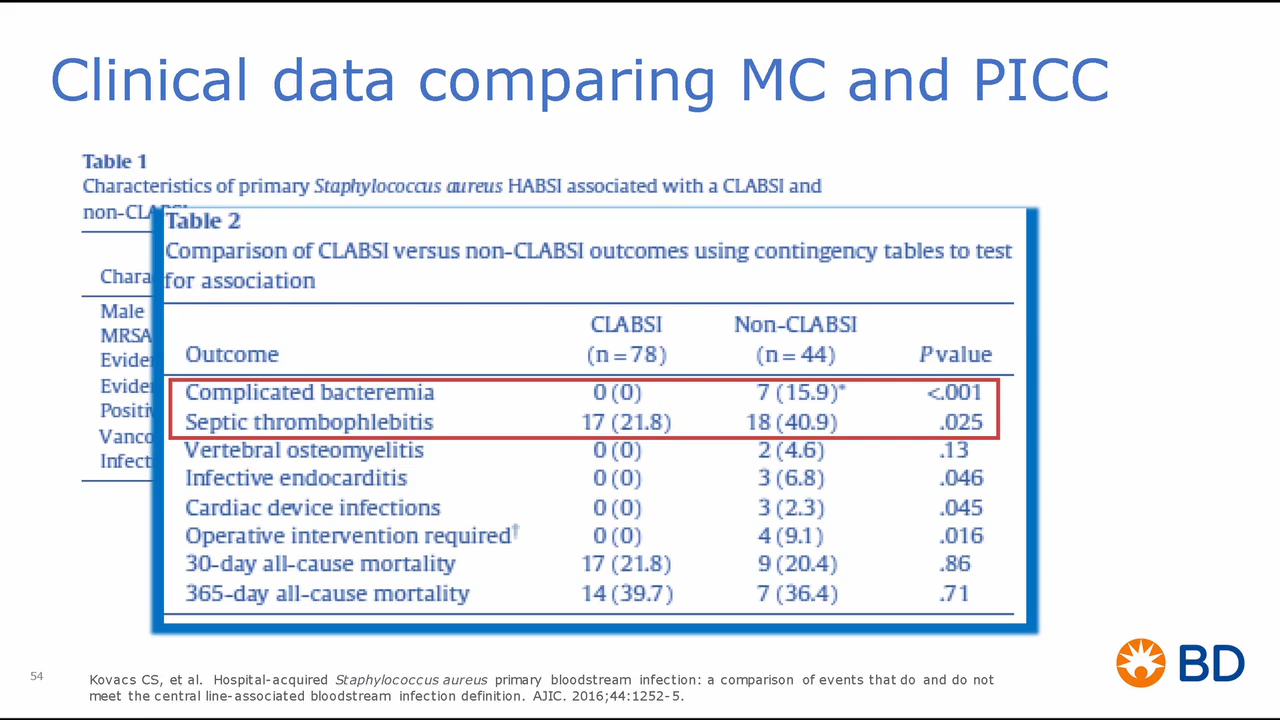 Clinical data comparing MC and PICC
Table 1
Characteristics of primary Staphylococcus aureus HABSI associated with a CLABSI and
Table 2
Comparison of CLABSI versus non-CLABSI outcomes using contingency tables to test
for association
CLABSI Non-CLABSI
Outcome (n = 78) (n = 44) P value
Complicated bacteremia 0 (0) 7 (15.9)* <.001
Septic thrombophlebitis 17 (21.8) 18 (40.9) .025
Vertebral osteomyelitis 0 (0) 2 (4.6) .13
Infective endocarditis 0 (0) 3 (6.8) .046
Cardiac device infections 0 (0) 3 (2.3) .045
Operative intervention required† 0 (0) 4 (9.1) .016
30-day all-cause mortality 17 (21.8) 9 (20.4) .86
365-day all-cause mortality 14 (39.7) 7 (36.4) .71
Male
MRSA
BD
54
Kovacs CS, et al. Hospital-acquired Staphylococcus aureus primary bloodstream infection: a comparison of events that do and do not
meet the central line-associated bloodstream infection definition. AJIC. 2016;44:1252-5.